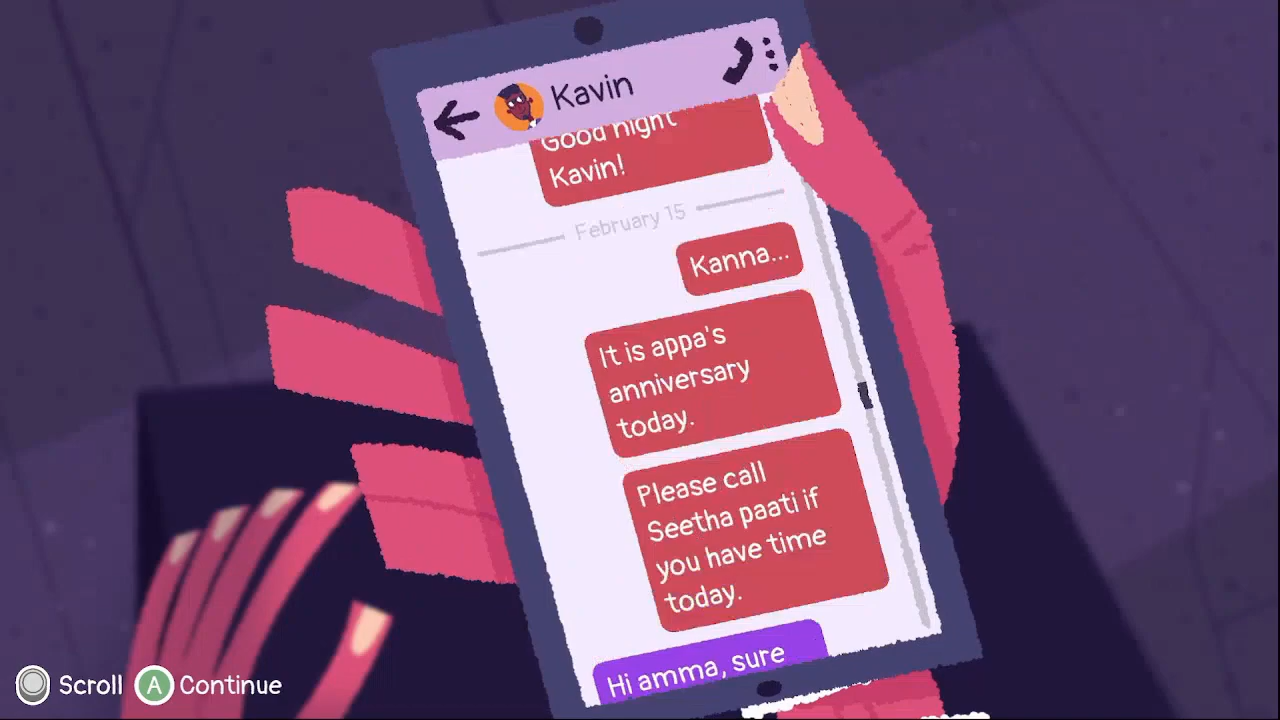 Kavin
Good night
Kavin!
February 15
Kanna...
It is appa's
anniversary
today.
Please call
Seetha paati if
you have time
today.
Hi amma, sure
Scroll A Continue